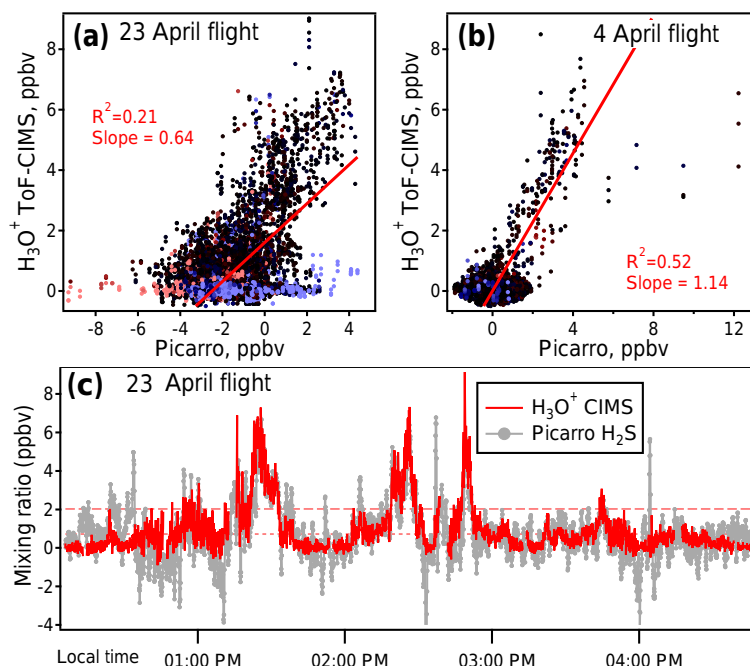 (a) 23 April flight
H₃O⁺ ToF-CIMS, ppbv
8
6
4
2
0
R²=0.21
Slope = 0.64
-8 -6 -4 -2 0 2 4
Picarro, ppbv
(b) 4 April flight
H₃O⁺ ToF-CIMS, ppbv
8
6
4
2
0
R²=0.52
Slope = 1.14
0 4 8 12
Picarro, ppbv
(c) 23 April flight
Mixing ratio (ppbv)
8
6
4
2
0
-2
-4
H₃O⁺ CIMS
Picarro H₂S
Local time 01:00 PM 02:00 PM 03:00 PM 04:00 PM